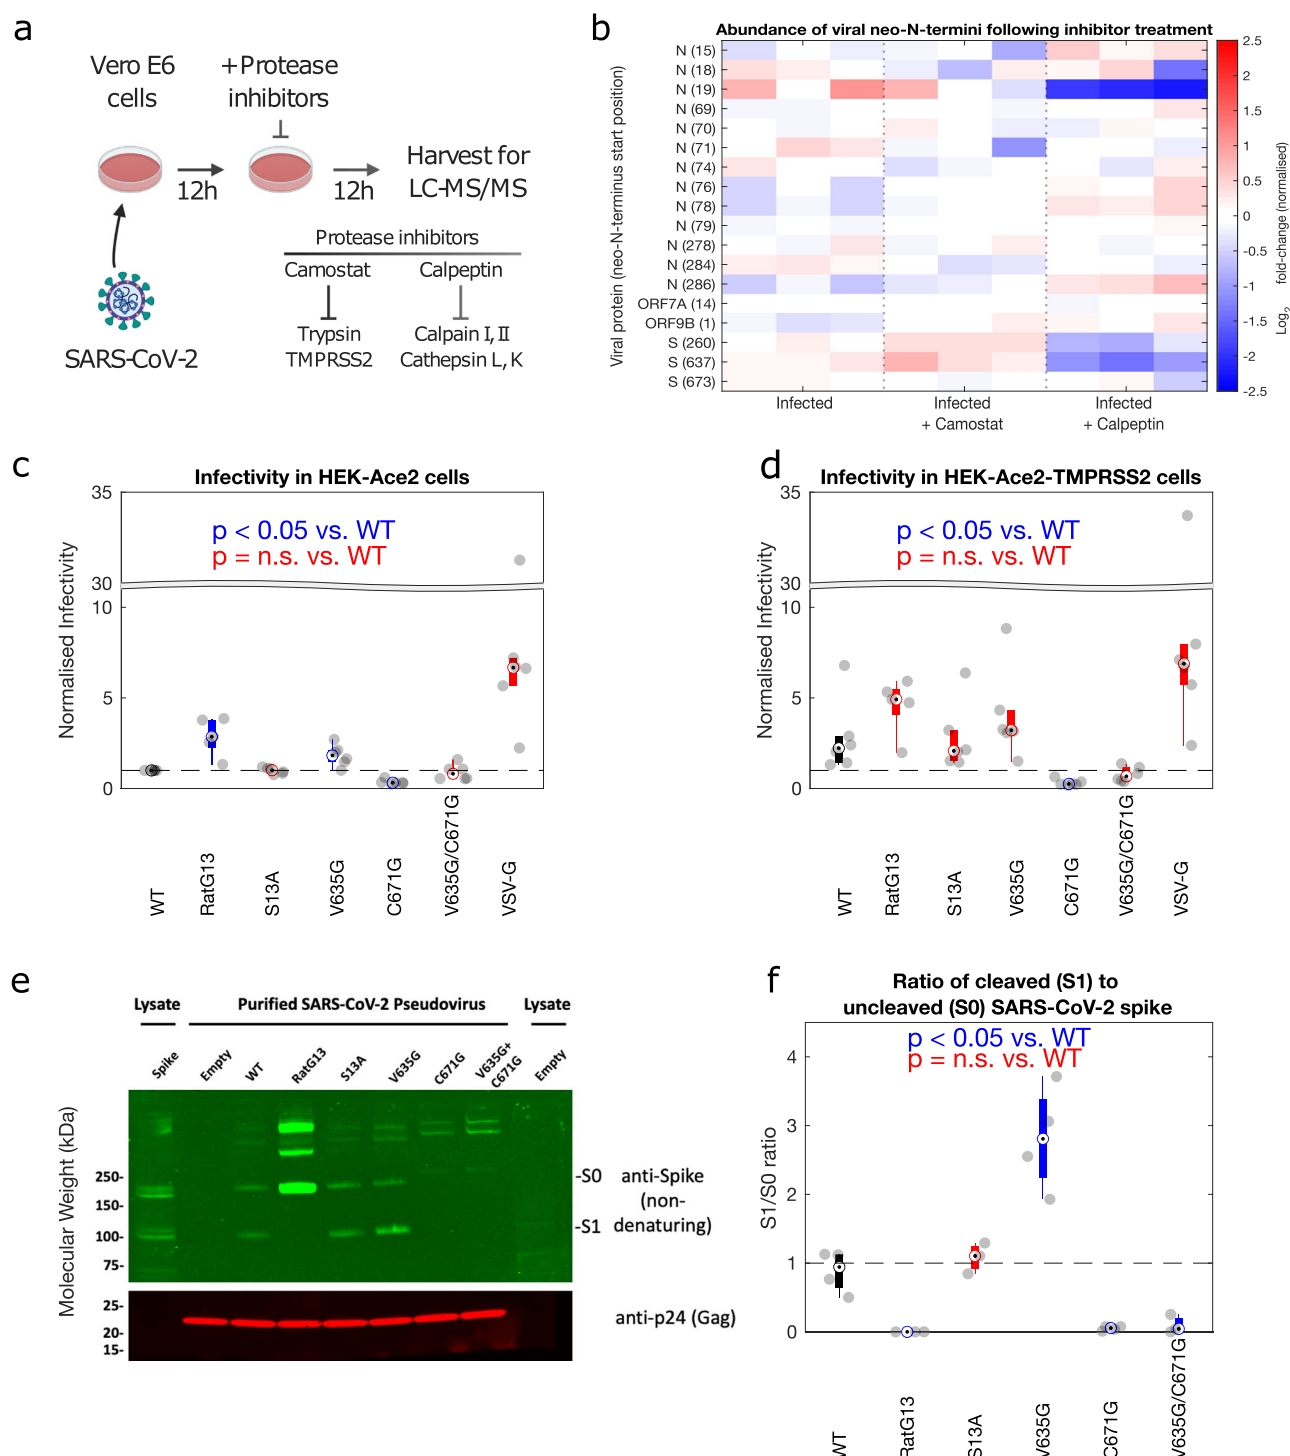 a
Vero E6
cells
+Protease
inhibitors
12h
12h
Harvest for
LC-MS/MS
SARS-CoV-2
Protease inhibitors
Camostat
Calpeptin
Trypsin
TMPRSS2
Calpain I, II
Cathepsin L, K
b
Abundance of viral neo-N-termini following inhibitor treatment
Viral protein (neo-N-terminus start position)
N (15)
N (18)
N (19)
N (69)
N (70)
N (71)
N (74)
N (76)
N (78)
N (79)
N (278)
N (284)
N (286)
ORF7A (14)
ORF9B (1)
S (260)
S (637)
S (673)
Infected
Infected
+ Camostat
Infected
+ Calpeptin
2.5
2
1.5
1
0.5
0
-0.5
-1
-1.5
-2
-2.5
Log2 fold-change (normalised)
c
Infectivity in HEK-Ace2 cells
p < 0.05 vs. WT
p = n.s. vs. WT
Normalised Infectivity
35
30
10
5
0
WT
RatG13
S13A
V635G
C671G
V635G/C671G
VSV-G
d
Infectivity in HEK-Ace2-TMPRSS2 cells
p < 0.05 vs. WT
p = n.s. vs. WT
Normalised Infectivity
35
30
10
5
0
WT
RatG13
S13A
V635G
C671G
V635G/C671G
VSV-G
e
Lysate
Purified SARS-CoV-2 Pseudovirus
Lysate
Spike
Empty
WT
RatG13
S13A
V635G
C671G
V635G+
C671G
Empty
Molecular Weight (kDa)
250-
150-
100-
75-
25-
20-
15-
-S0
-S1
anti-Spike
(non-
denaturing)
anti-p24 (Gag)
f
Ratio of cleaved (S1) to
uncleaved (S0) SARS-CoV-2 spike
p < 0.05 vs. WT
p = n.s. vs. WT
S1/S0 ratio
4
3
2
1
0
WT
RatG13
S13A
V635G
C671G
V635G/C671G